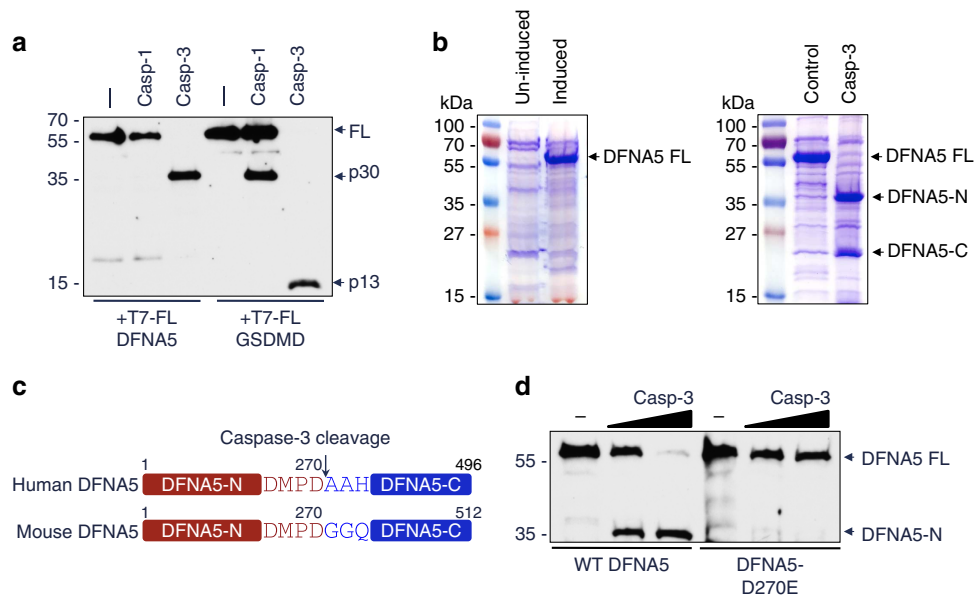 a
Casp-1
Casp-3
Casp-1
Casp-3
70 -
55 -
35 -
15 -
FL
p30
p13
+T7-FL
DFNA5
+T7-FL
GSDMD
b
kDa
Un-induced
Induced
100 -
70 -
55 -
35 -
27 -
15 -
DFNA5 FL
kDa
Control
Casp-3
100 -
70 -
55 -
35 -
27 -
15 -
DFNA5 FL
DFNA5-N
DFNA5-C
c
Caspase-3 cleavage
1 270 496
Human DFNA5 DFNA5-N DMPDAAH DFNA5-C
1 270 512
Mouse DFNA5 DFNA5-N DMPDGGQ DFNA5-C
d
Casp-3
Casp-3
– –
55 -
35 -
DFNA5 FL
DFNA5-N
WT DFNA5
DFNA5-
D270E